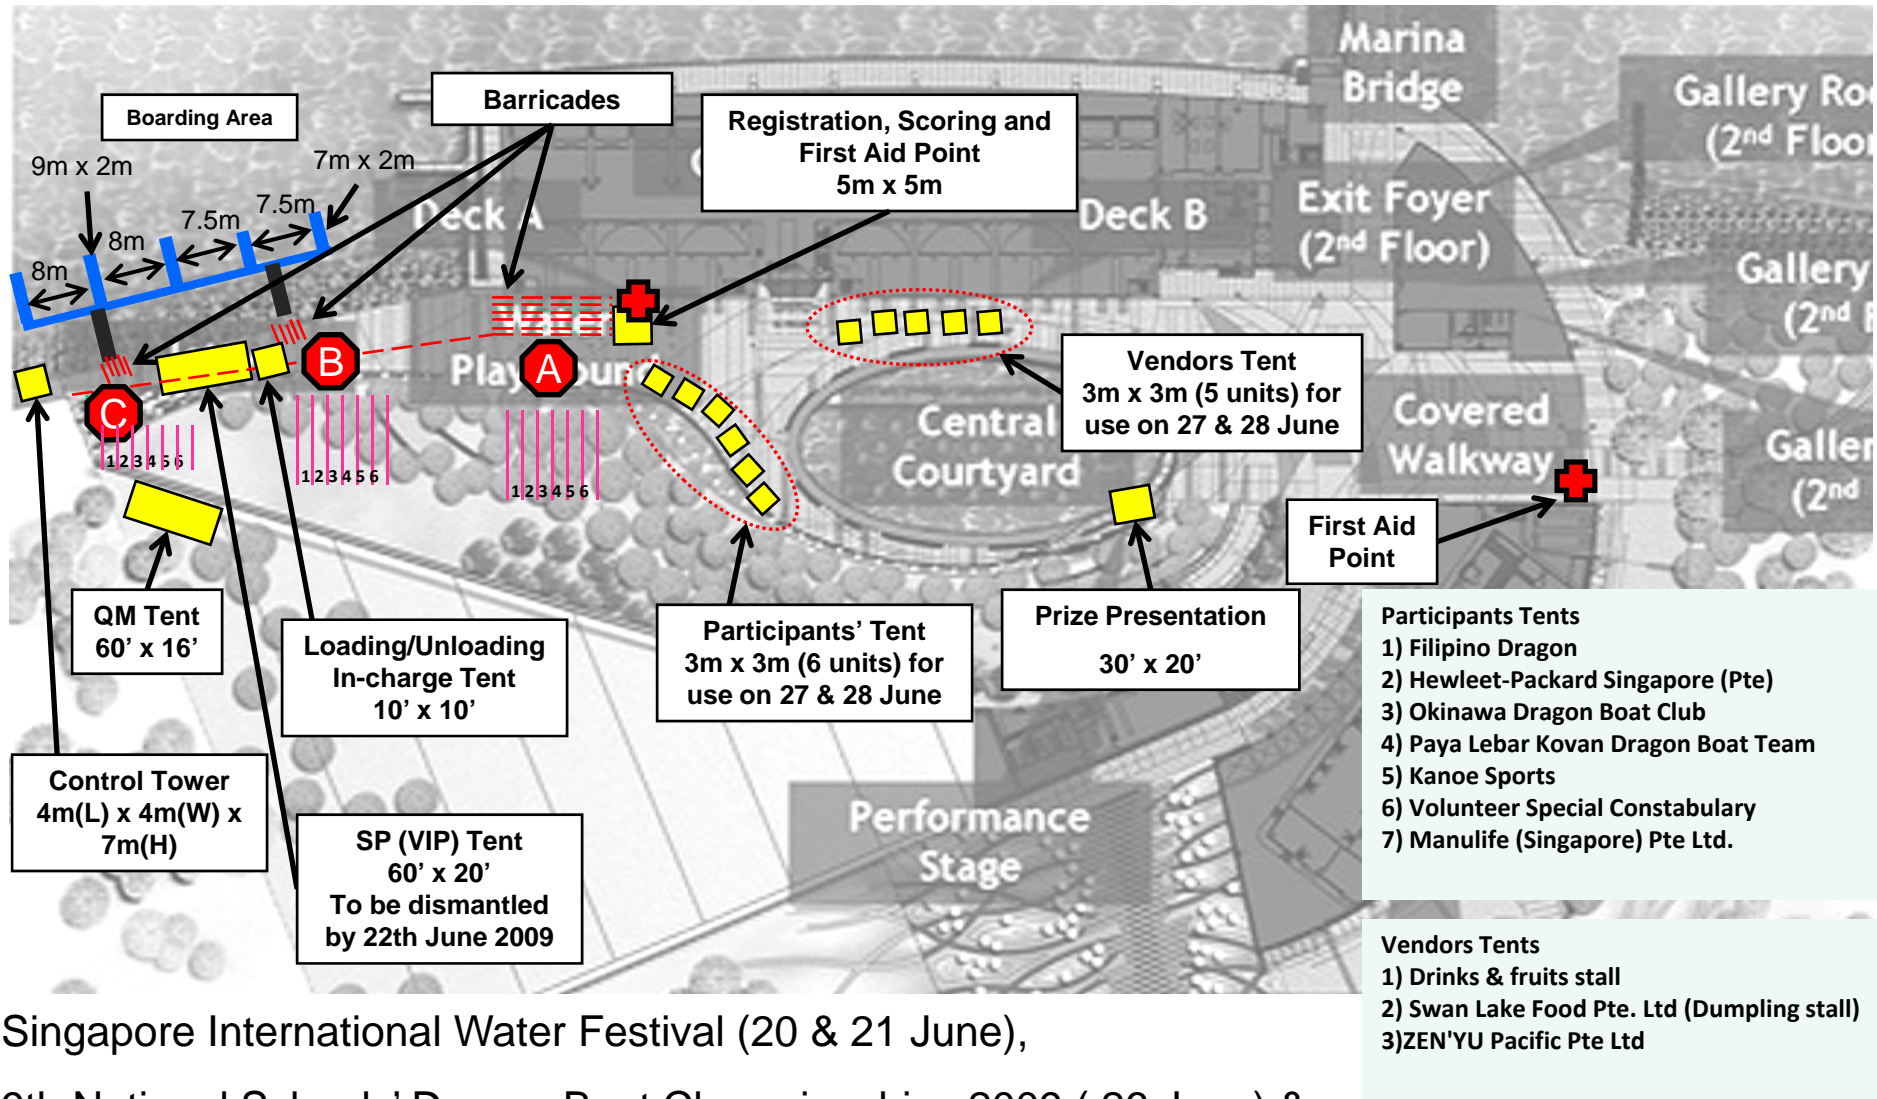 Marina
Bridge
Gallery
(2nd
Barricades
Boarding Area
Registration, Scoring and
First Aid Point
5m x 5m
9m x 2m
7m x 2m
7.5m
7.5m
8m
8m
Deck A
Deck B
Exit Foyer
(2nd Floor)
Gallery
(2nd
B
A
C
Vendors Tent
3m x 3m (5 units) for
use on 27 & 28 June
Central
Courtyard
Covered
Walkway
(2nd
1 2 3 4 5 6
1 2 3 4 5 6
1 2 3 4 5 6
First Aid
Point
QM Tent
60’ x 16’
Loading/Unloading
In-charge Tent
10’ x 10’
Participants’ Tent
3m x 3m (6 units) for
use on 27 & 28 June
Prize Presentation
30’ x 20’
Control Tower
4m(L) x 4m(W) x
7m(H)
SP (VIP) Tent
60’ x 20’
To be dismantled
by 22th June 2009
Performance
Stage
Participants Tents
1) Filipino Dragon
2) Hewleet-Packard Singapore (Pte)
3) Okinawa Dragon Boat Club
4) Paya Lebar Kovan Dragon Boat Team
5) Kanoe Sports
6) Volunteer Special Constabulary
7) Manulife (Singapore) Pte Ltd.
Vendors Tents
1) Drinks & fruits stall
2) Swan Lake Food Pte. Ltd (Dumpling stall)
3)ZEN'YU Pacific Pte Ltd
Singapore International Water Festival (20 & 21 June),
National Schools’ Dragon Boat Championships 2009 ( &